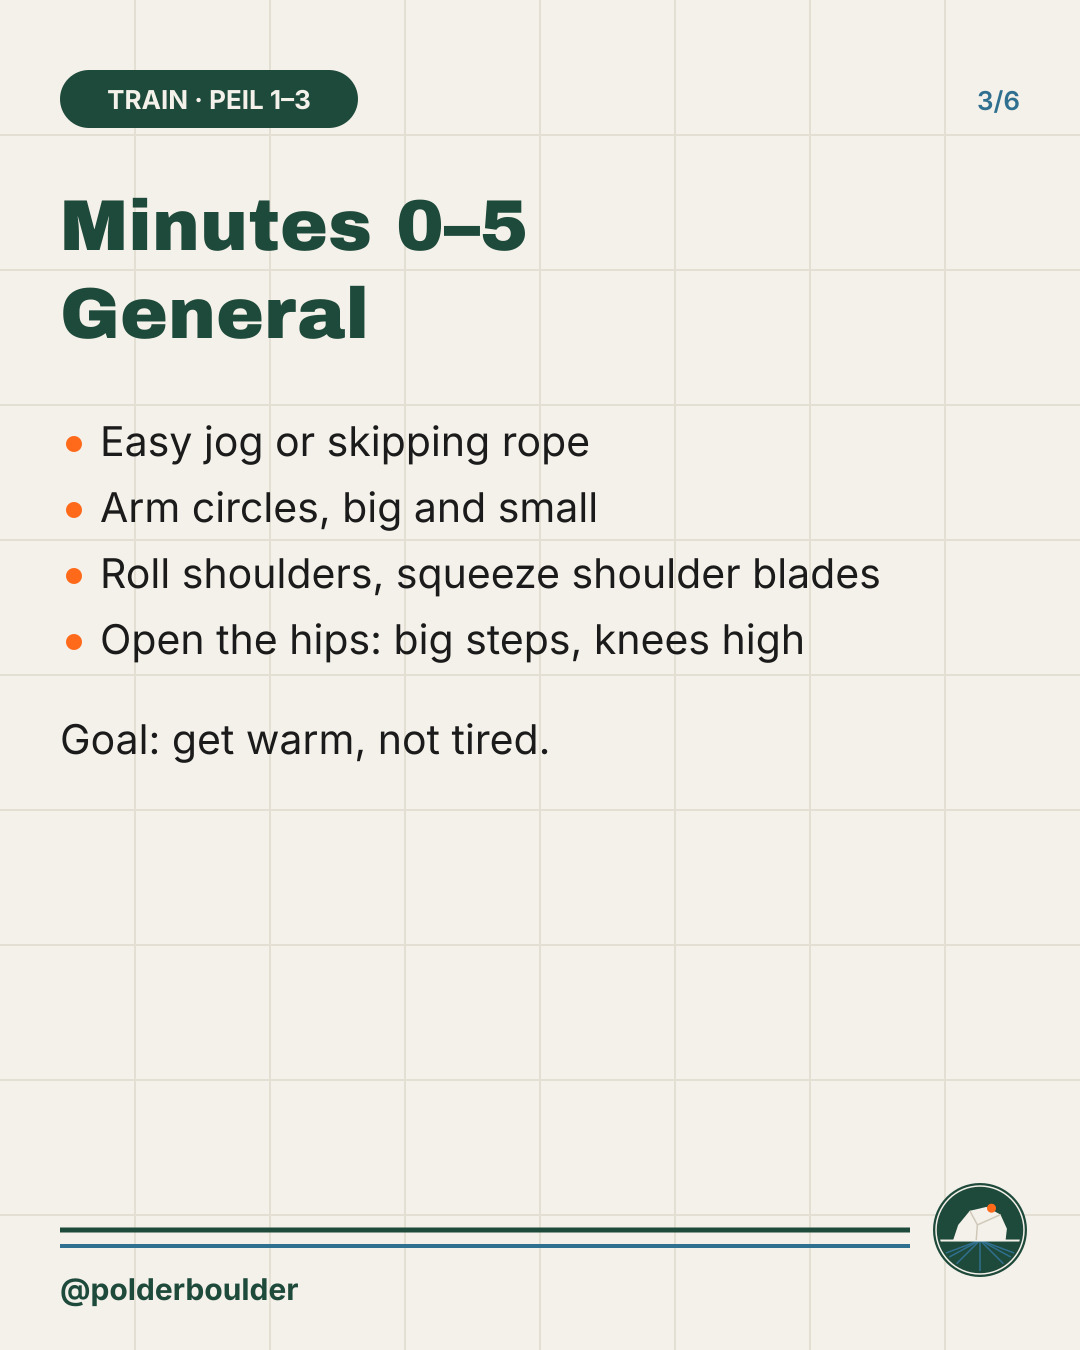 TRAIN · PEIL 1–3
3/6
Minutes 0–5
General
• Easy jog or skipping rope
• Arm circles, big and small
• Roll shoulders, squeeze shoulder blades
• Open the hips: big steps, knees high
Goal: get warm, not tired.
@polderboulder